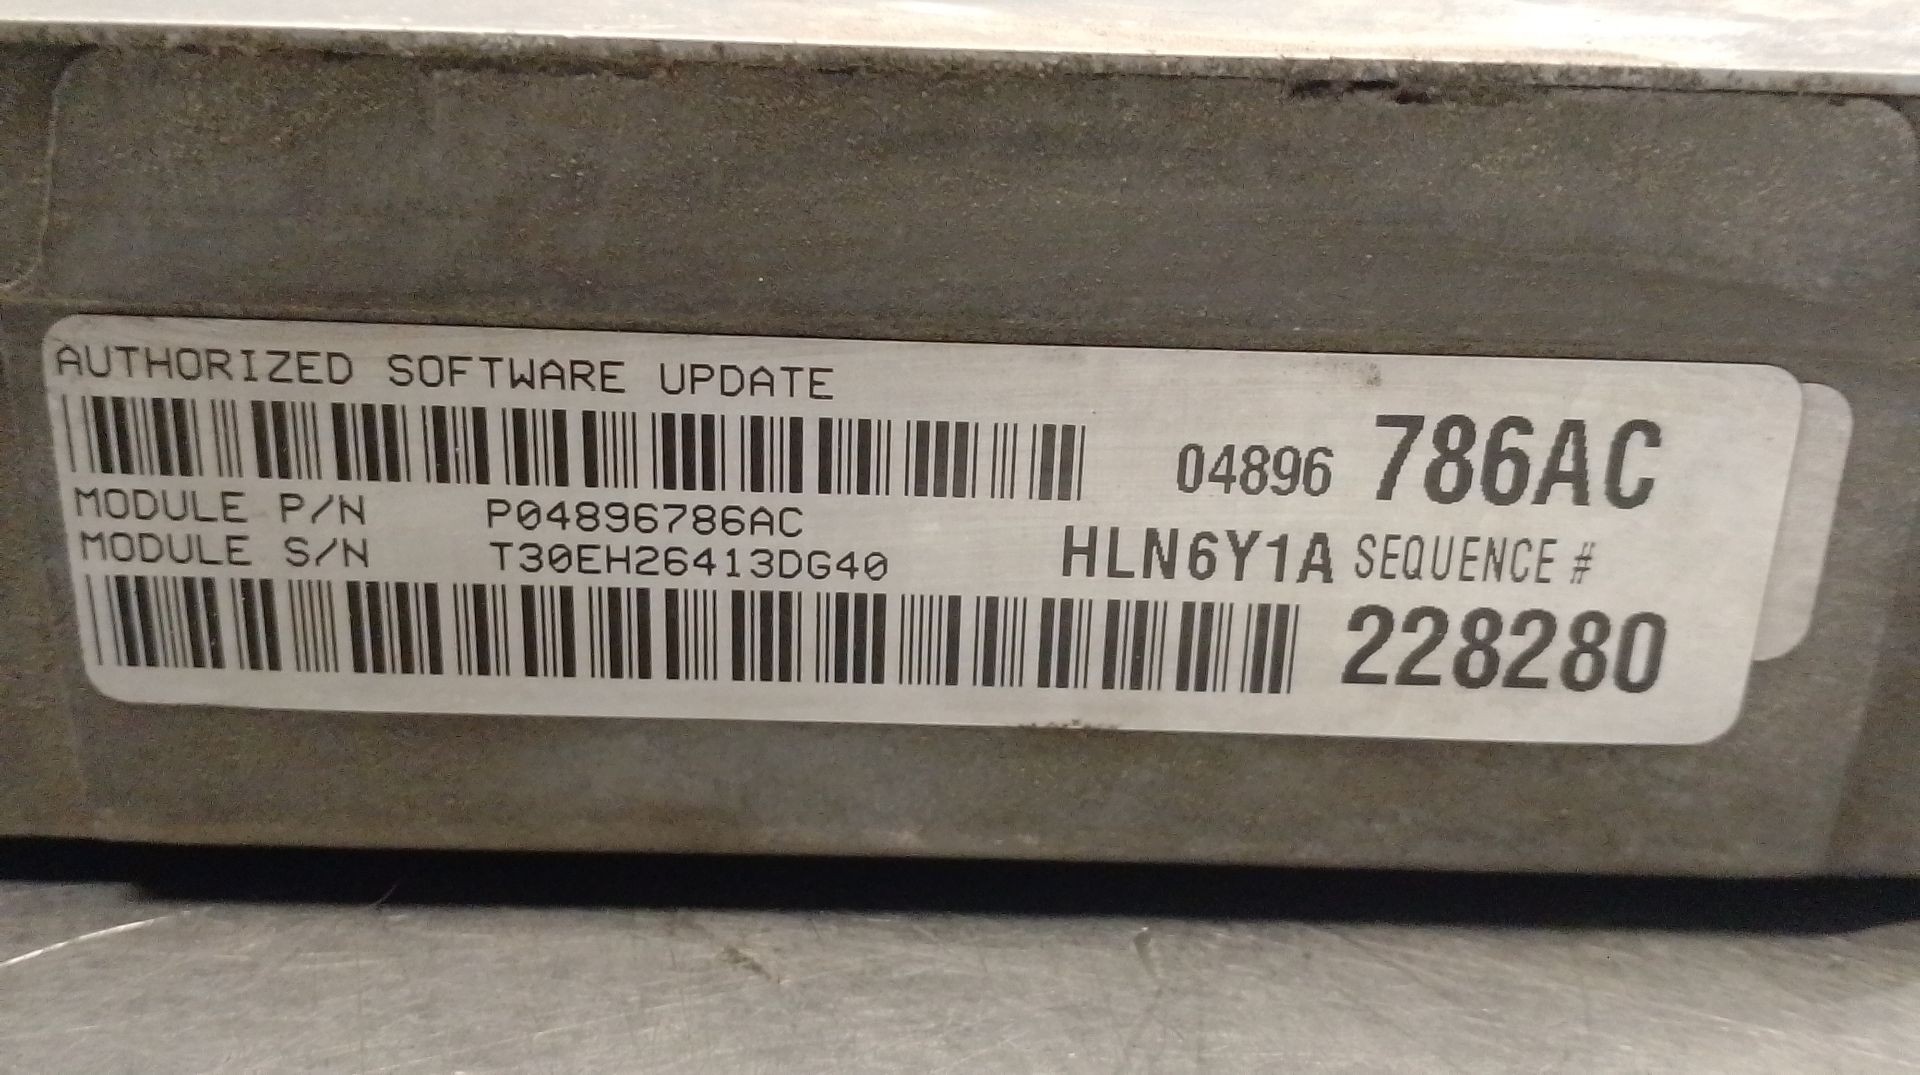 AUTHORIZED SOFTWARE UPDATE
04896 786AC
MODULE P/N P04896786AC
MODULE S/N T30EH26413DG40
HLN6Y1A SEQUENCE #
228280